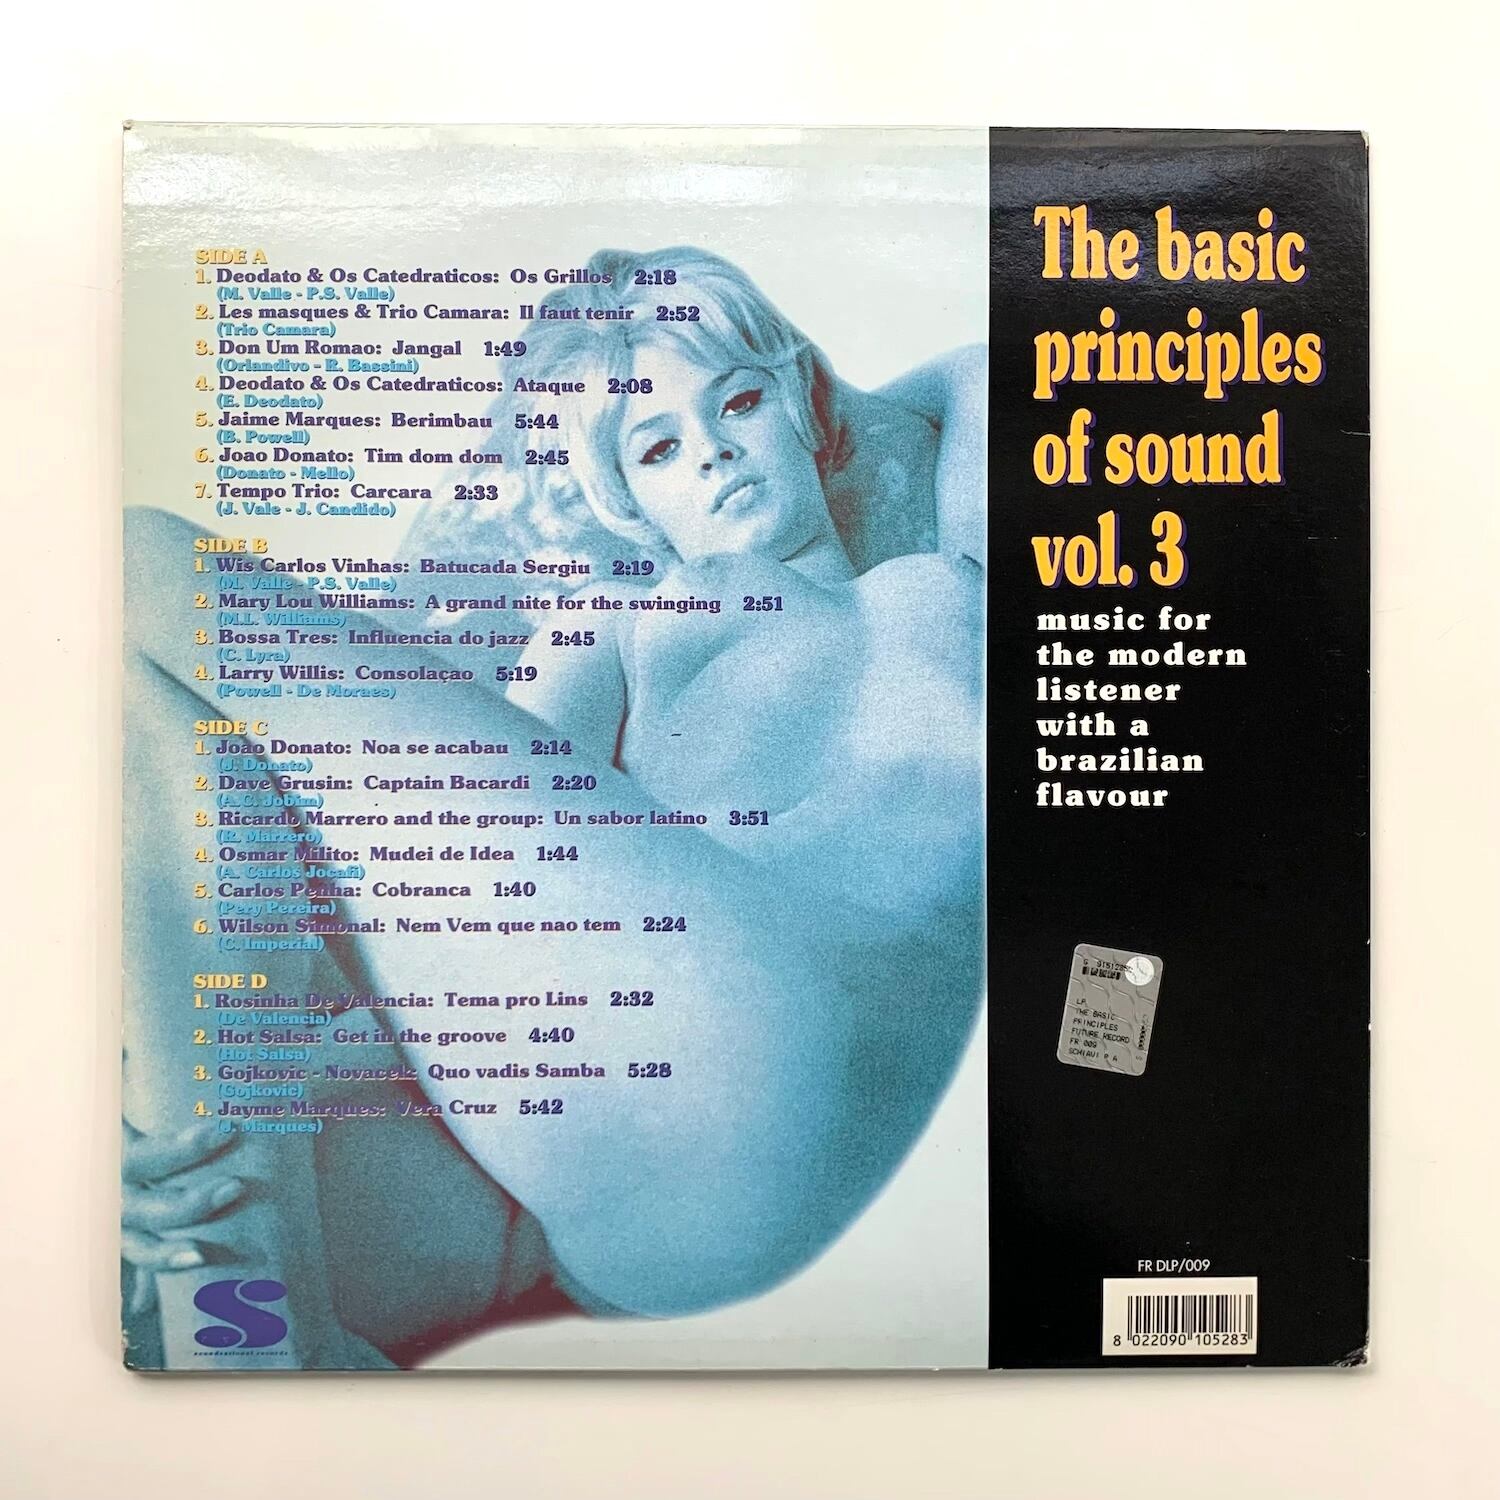 SIDE A
1. Deodato & Os Catedraticos: Os Grillos 2:18
(M. Valle - P.S. Valle)
2. Les masques & Trio Camara: Il faut tenir 2:52
(Trio Camara)
3. Don Um Romao: Jangal 1:49
(Orlandivo - R. Bassini)
4. Deodato & Os Catedraticos: Ataque 2:08
(E. Deodato)
5. Jaime Marques: Berimbau 5:44
(B. Powell)
6. Joao Donato: Tim dom dom 2:45
(Donato - Mello)
7. Tempo Trio: Carcara 2:33
(J. Vale - J. Candido)
SIDE B
1. Wis Carlos Vinhas: Batucada Sergiu 2:19
(M. Valle - P.S. Valle)
2. Mary Lou Williams: A grand nite for the swinging 2:51
(M.L. Williams)
3. Bossa Tres: Influencia do jazz 2:45
(C. Lyra)
4. Larry Willis: Consolaçao 5:19
(Powell - De Moraes)
SIDE C
1. Joao Donato: Noa se acabau 2:14
(J. Donato)
2. Dave Grusin: Captain Bacardi 2:20
(A.C. Jobim)
3. Ricardo Marrero and the group: Un sabor latino 3:51
(R. Marrero)
4. Osmar Milito: Mudei de Idea 1:44
(A. Carlos Jocafi)
5. Carlos Penha: Cobranca 1:40
(Pery Pereira)
6. Wilson Simonal: Nem Vem que nao tem 2:24
(C. Imperial)
SIDE D
1. Rosinha De Valencia: Tema pro Lins 2:32
(De Valencia)
2. Hot Salsa: Get in the groove 4:40
(Hot Salsa)
3. Gojkovic - Novacek: Quo vadis Samba 5:28
(Gojkovic)
4. Jayme Marques: Vera Cruz 5:42
(J. Marques)
S
soundsational records
The basic
principles
of sound
vol. 3
music for
the modern
listener
with a
brazilian
flavour
LP
THE BASIC
PRINCIPLES
FUTURE RECORD
FR 009
SCHIAVI P A
FR DLP/009
8 022090 105283